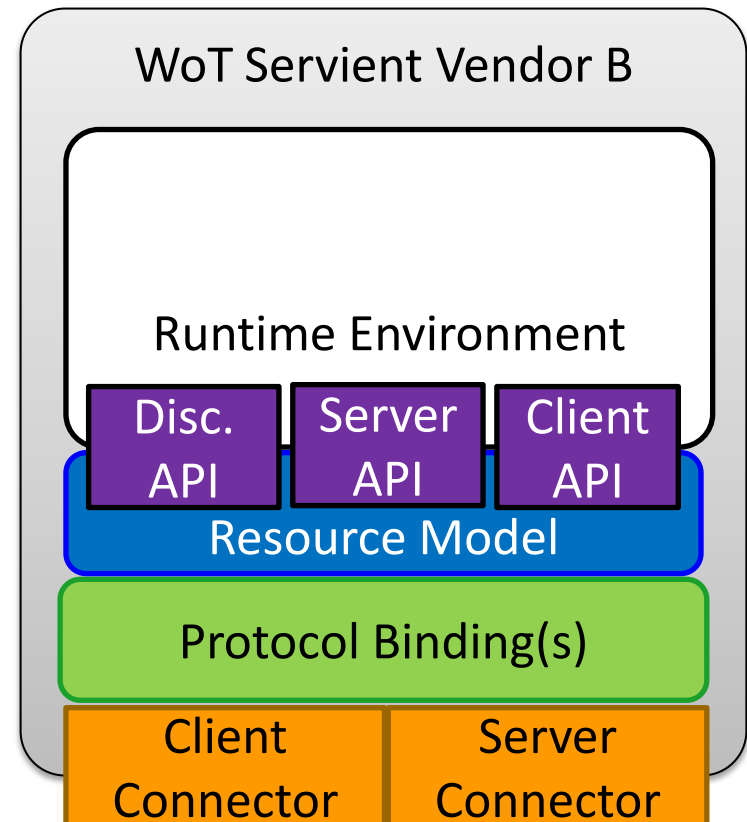 WoT Servient Vendor B
Runtime Environment
Disc.
API
Server
API
Client
API
Resource Model
Protocol Binding(s)
Client
Connector
Server
Connector